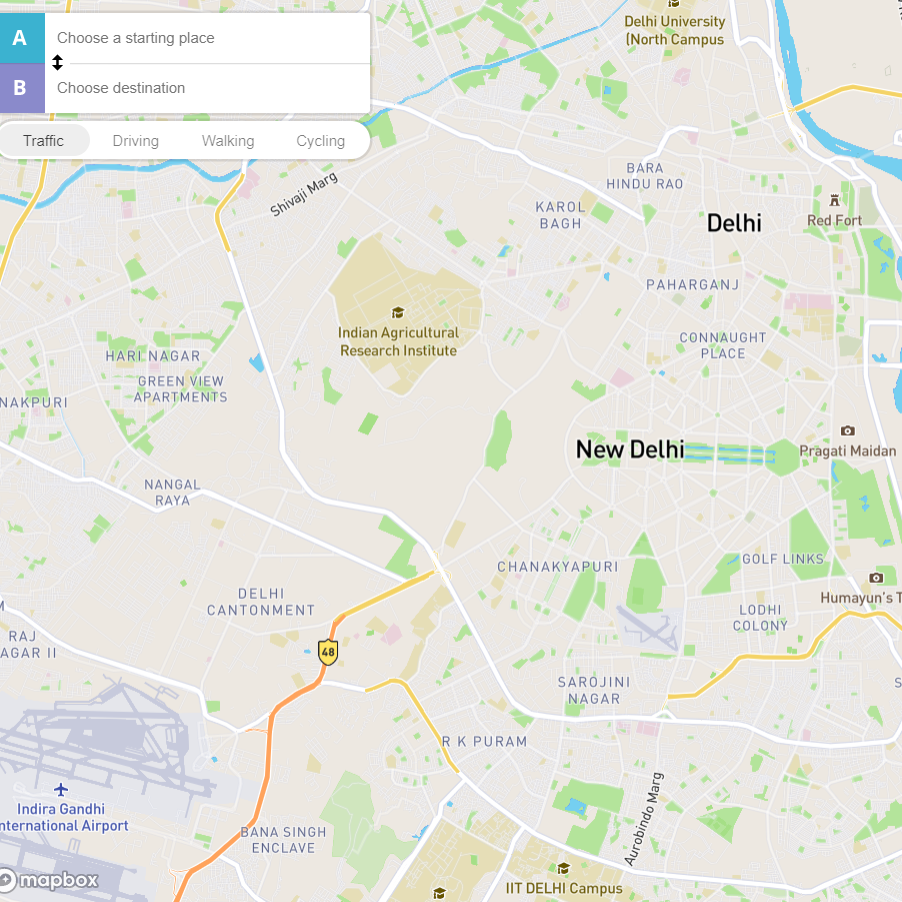 A
Choose a starting place
B
Choose destination
Traffic
Driving
Walking
Cycling
Delhi University
(North Campus
Shivaji Marg
BARA
HINDU RAO
KAROL
BAGH
Delhi
Red Fort
PAHARGANJ
Indian Agricultural
Research Institute
CONNAUGHT
PLACE
HARI NAGAR
GREEN VIEW
APARTMENTS
NAKPURI
New Delhi
Pragati Maidan
NANGAL
RAYA
CHANAKYAPURI
GOLF LINKS
DELHI
CANTONMENT
Humayun's T
LODHI
COLONY
M
RAJ
AGAR II
48
SAROJINI
NAGAR
S
R K PURAM
Indira Gandhi
nternational Airport
Aurobindo Marg
BANA SINGH
ENCLAVE
IIT DELHI Campus
mapbox